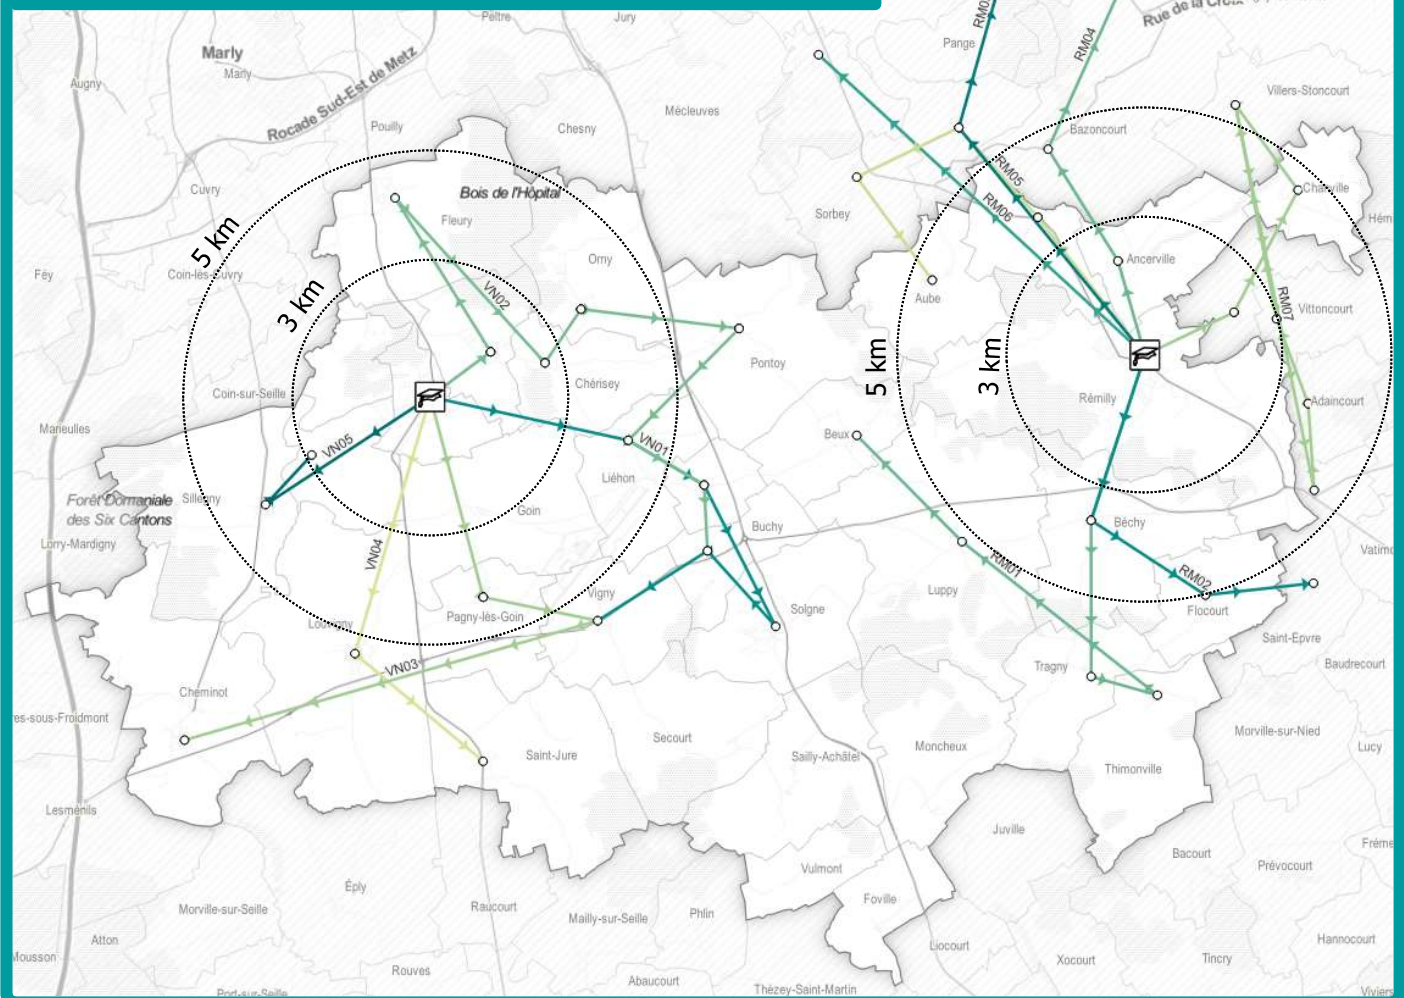 Peltre
Jury
Pange
RM04
Marly
Marly
Augny
Rocade Sud-Est de Metz
Mécleuves
Villers-Stoncourt
Pouilly
Chesny
Bazoncourt
Bois de l'Hôpital
Cuvry
RM05
RM06
Chanville
Sorbey
Fleury
5 km
Orny
Ancerville
Féy
Coin-lès-Cuvry
3 km
VN02
Aube
RM07
Vittoncourt
Pontoy
5 km
3 km
Chérisey
Coin-sur-Seille
Rémilly
Adaincourt
Marieulles
Beux
VN05
VN01
Liéhon
Forêt Domaniale
des Six Cantons
Sillegny
Goin
Buchy
Béchy
Lorry-Mardigny
VN04
RM01
RM02
Luppy
Vigny
Solgne
Flocourt
Louvigny
Pagny-lès-Goin
Saint-Epvre
VN03
Tragny
Baudrecourt
Cheminot
res-sous-Froidmont
Secourt
Moncheux
Morville-sur-Nied
Lucy
Saint-Jure
Sailly-Achâtel
Thimonville
Lesménils
Juville
Bacourt
Prévocourt
Vulmont
Éply
Foville
Morville-sur-Seille
Raucourt
Mailly-sur-Seille
Phlin
Atton
Liocourt
Hannocourt
Xocourt
Tincry
Rouves
Abaucourt
Thézey-Saint-Martin
Port-sur-Seille